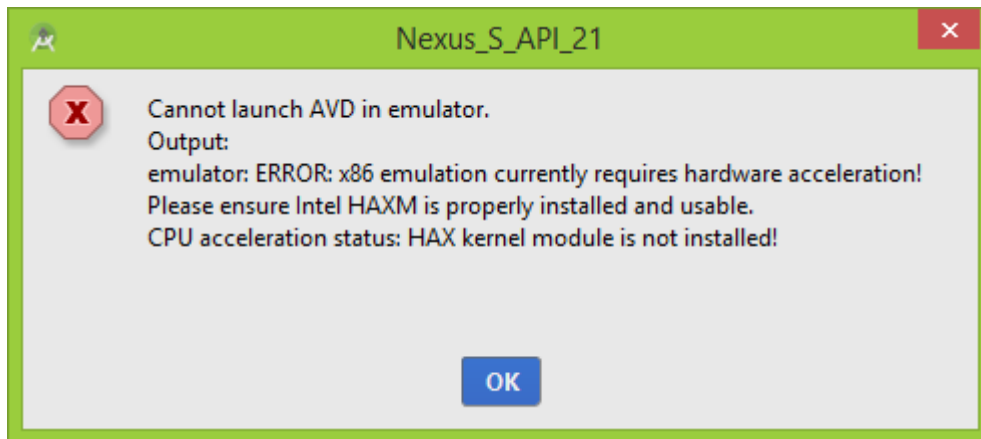 Nexus_S_API_21
Cannot launch AVD in emulator.
Output:
emulator: ERROR: x86 emulation currently requires hardware acceleration!
Please ensure Intel HAXM is properly installed and usable.
CPU acceleration status: HAX kernel module is not installed!
OK